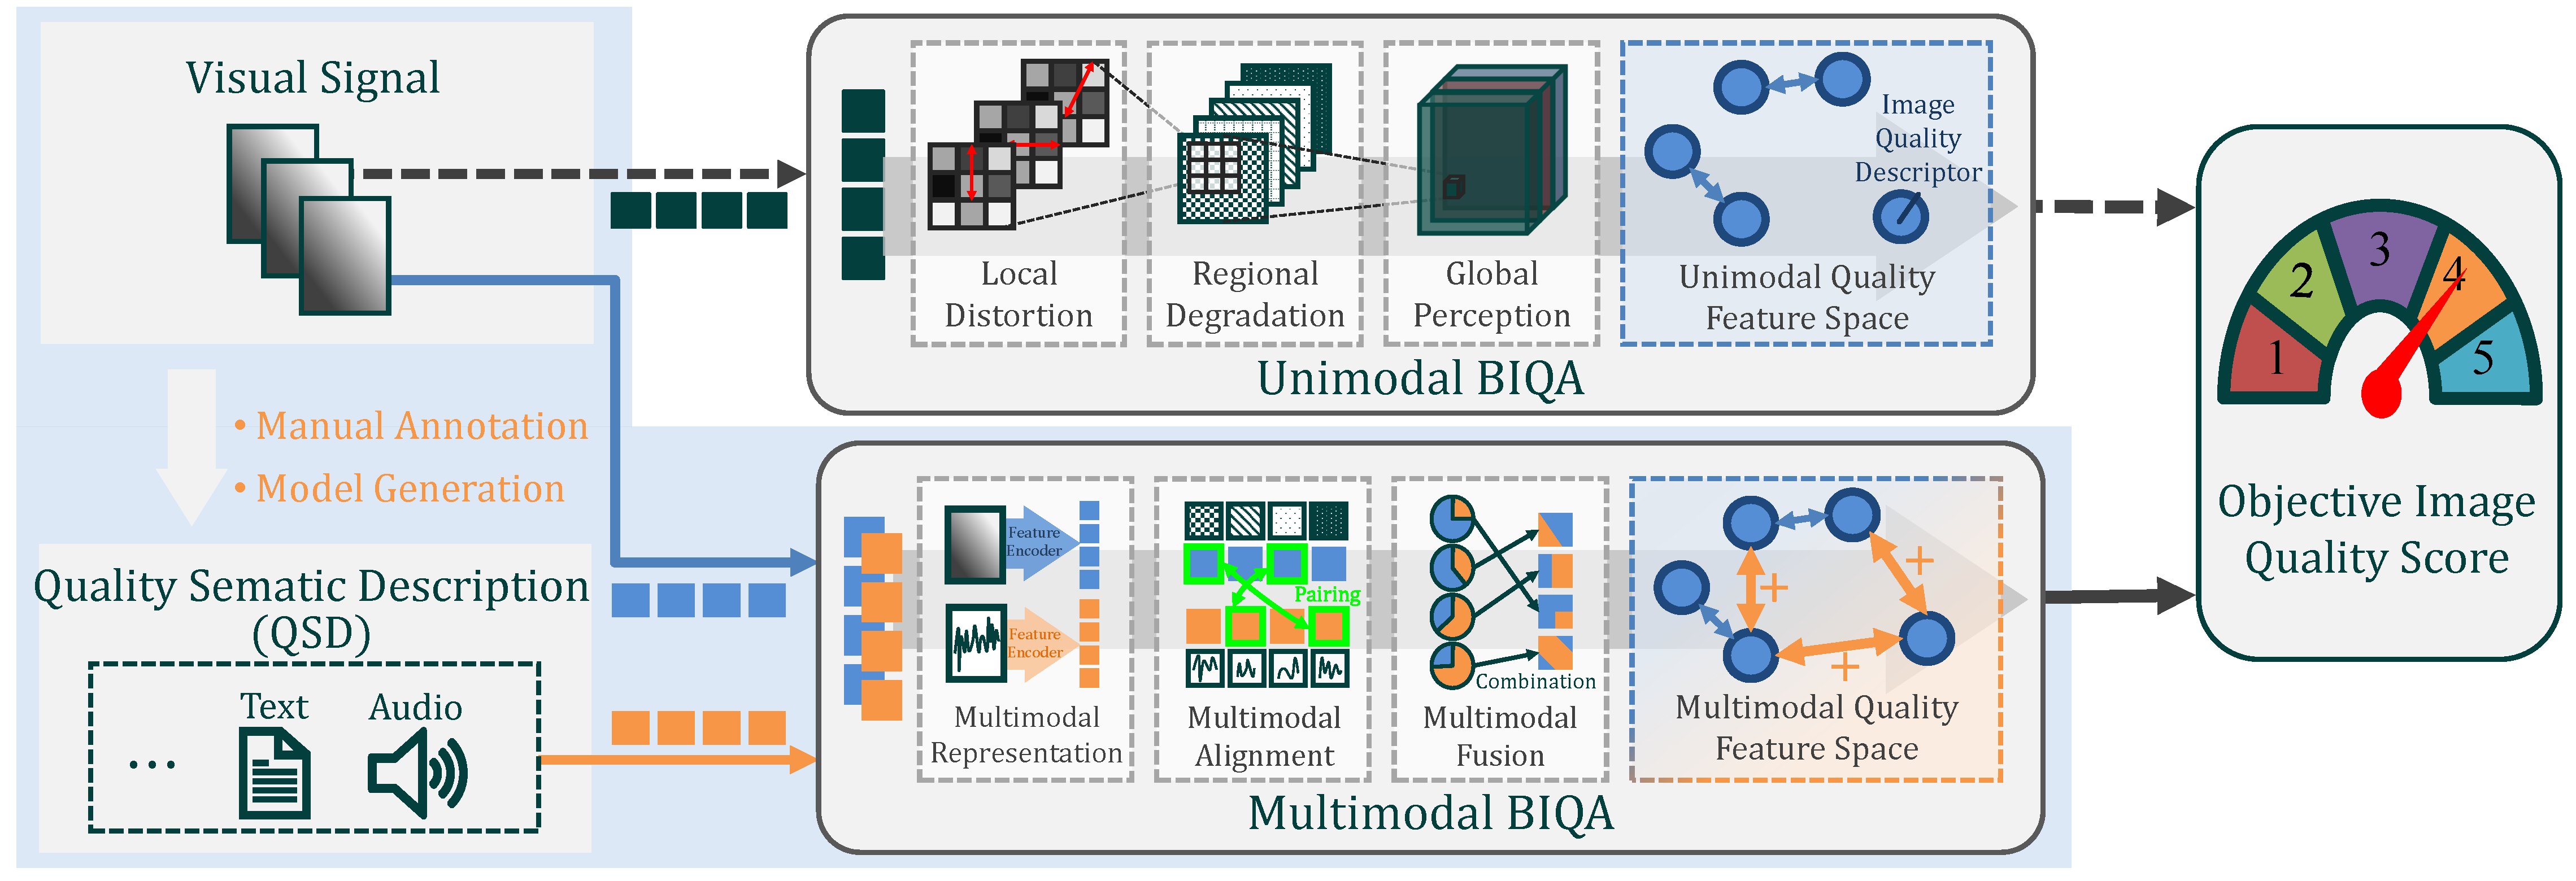 Visual Signal
• Manual Annotation
• Model Generation
Quality Sematic Description
(QSD)
...
Text
Audio
Local
Distortion
Regional
Degradation
Global
Perception
Image
Quality
Descriptor
Unimodal Quality
Feature Space
Unimodal BIQA
Feature
Encoder
Feature
Encoder
Multimodal
Representation
Pairing
Multimodal
Alignment
Combination
Multimodal
Fusion
+
+
+
Multimodal Quality
Feature Space
Multimodal BIQA
1
2
3
4
5
Objective Image
Quality Score